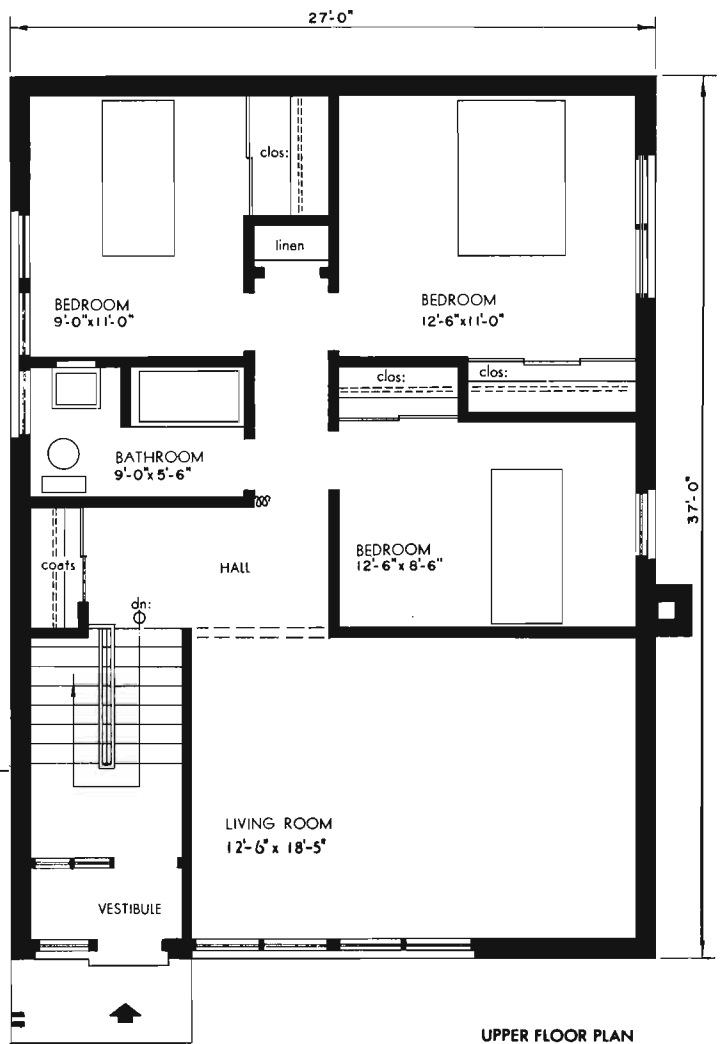 27'-0"
clos:
linen
BEDROOM
9'-0"x11'-0"
BEDROOM
12'-6"x11'-0"
clos:
clos:
BATHROOM
9'-0"x5'-6"
37'-0"
coats
HALL
BEDROOM
12'-6"x8'-6"
dn:
LIVING ROOM
12'-6"x 18'-5"
VESTIBULE
UPPER FLOOR PLAN